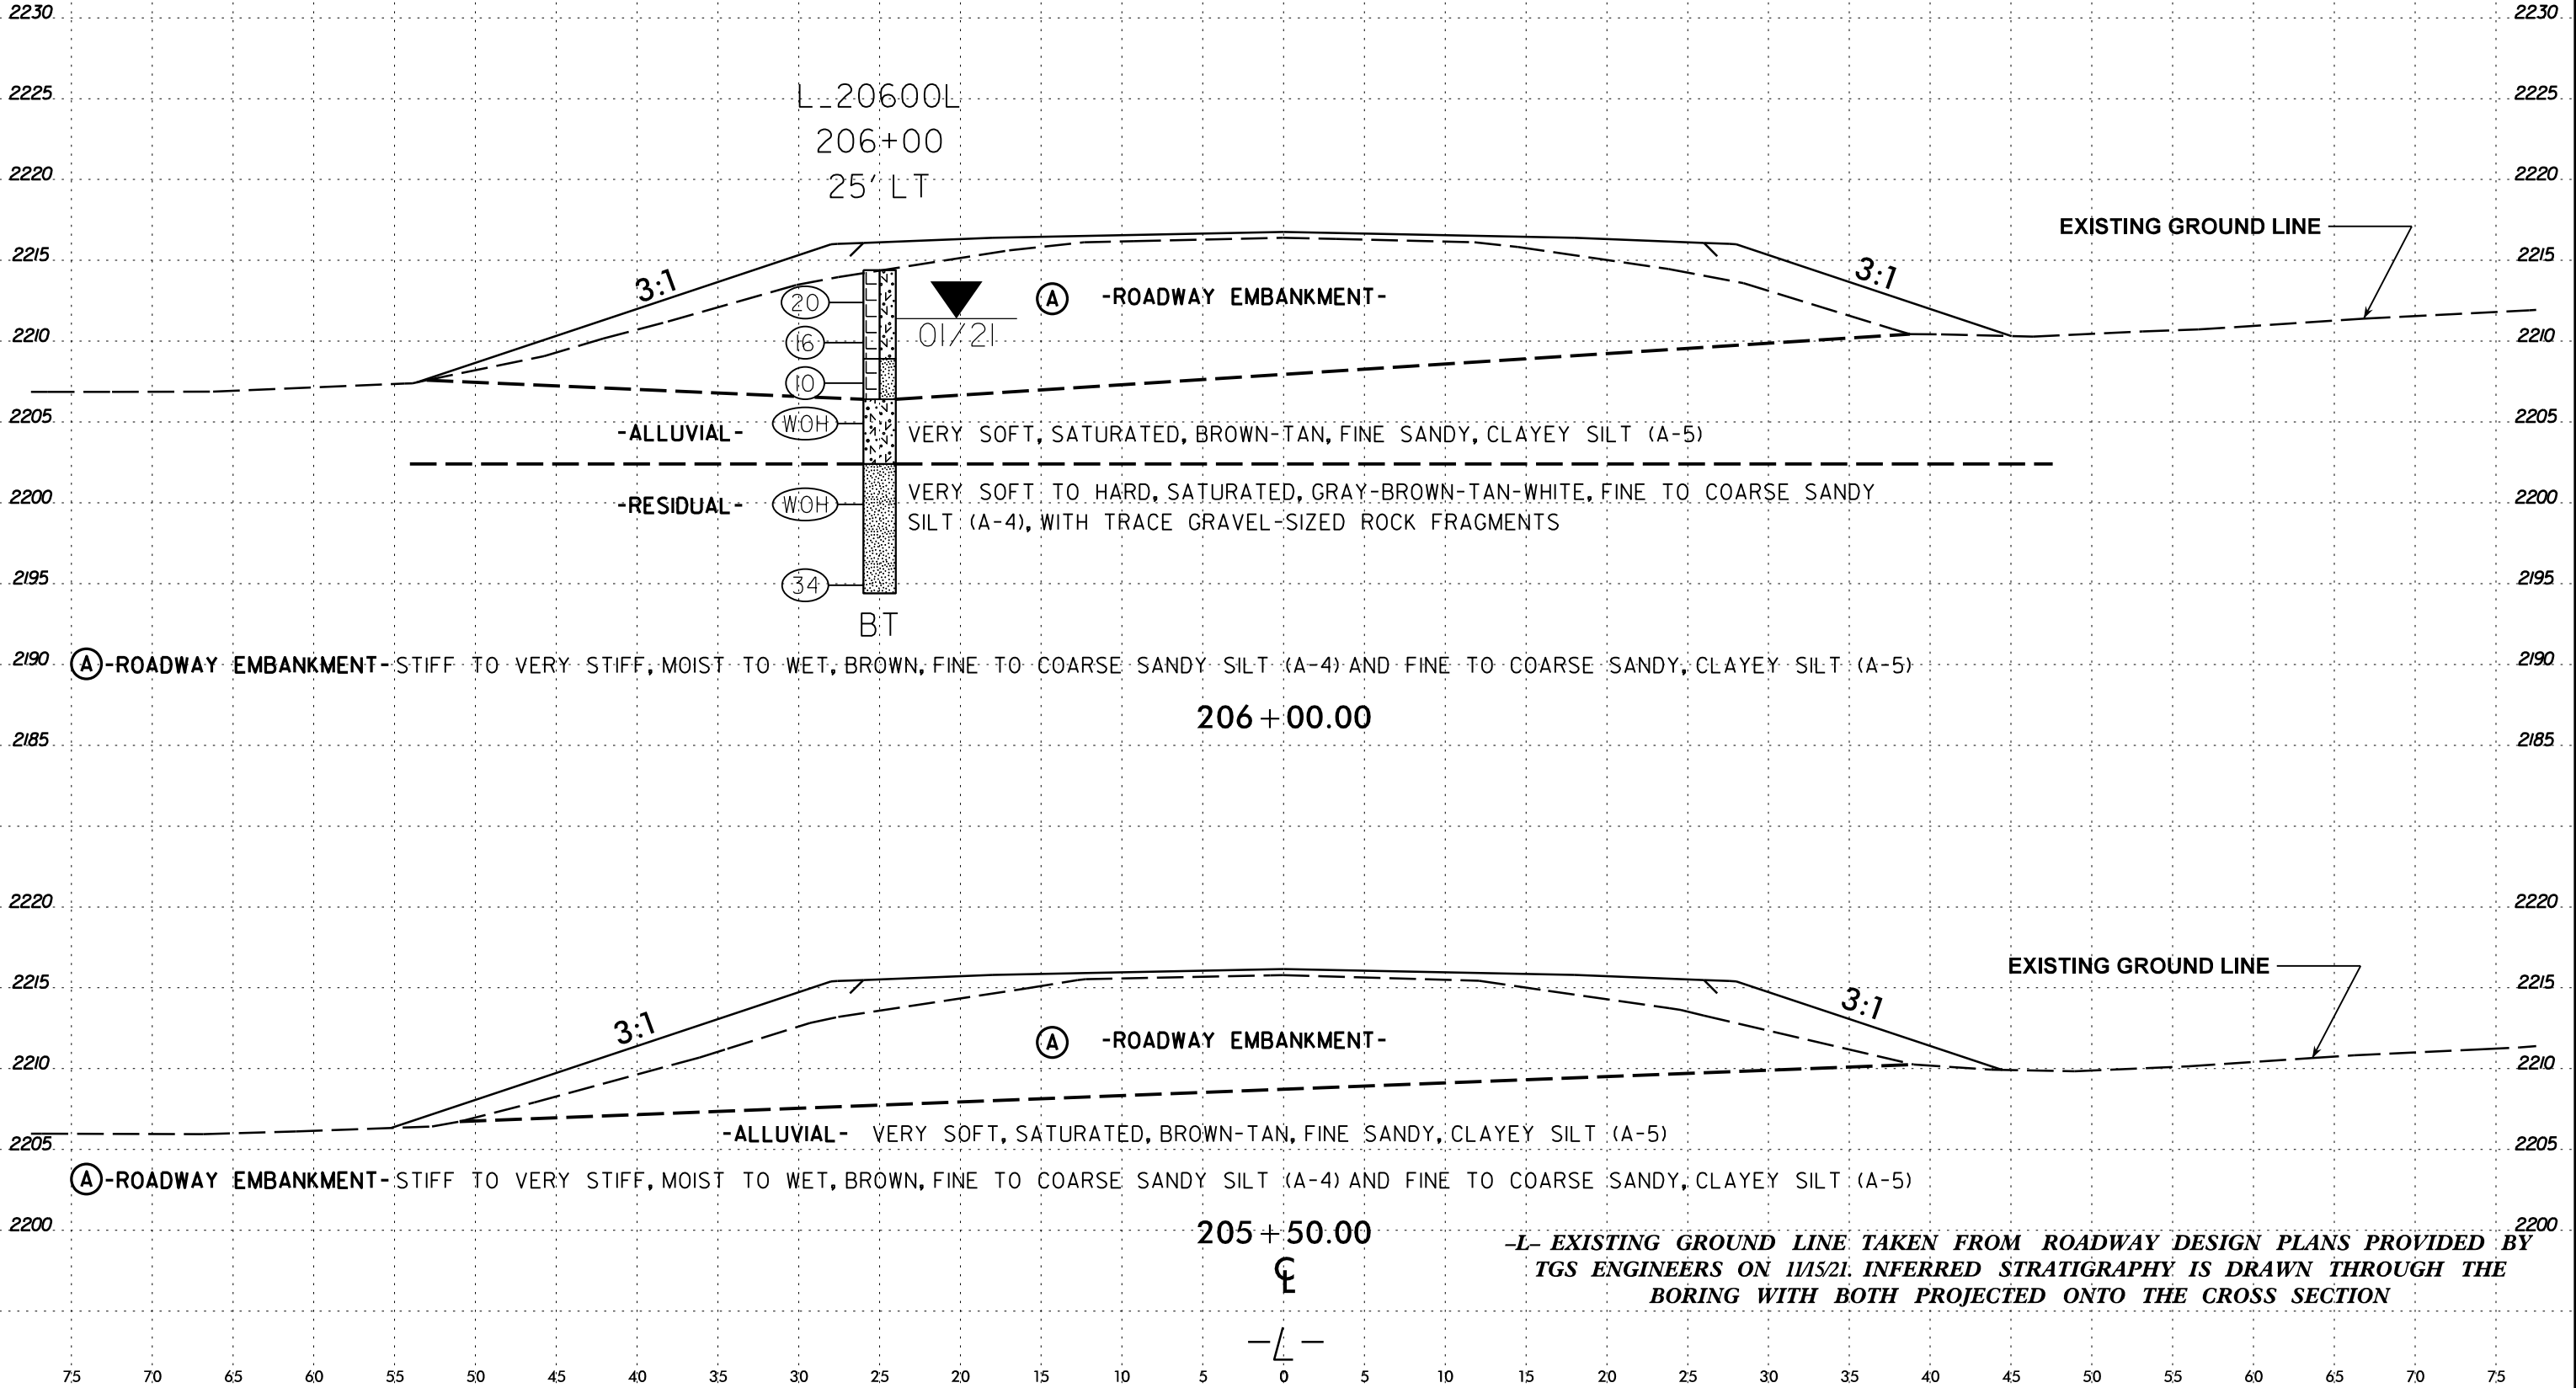 2230 2230
2225 2225
L_20600L
206+00
2220 2220
25' LT
EXISTING GROUND LINE
2215 2215
3:1 3:1
20 A -ROADWAY EMBANKMENT-
01/21
2210 2210
16
10
2205 2205
WOH
-ALLUVIAL- VERY SOFT, SATURATED, BROWN-TAN, FINE SANDY, CLAYEY SILT (A-5)
2200 2200
-RESIDUAL- WOH VERY SOFT TO HARD, SATURATED, GRAY-BROWN-TAN-WHITE, FINE TO COARSE SANDY
SILT (A-4), WITH TRACE GRAVEL-SIZED ROCK FRAGMENTS
2195 2195
34
BT
2190 2190
A -ROADWAY EMBANKMENT- STIFF TO VERY STIFF, MOIST TO WET, BROWN, FINE TO COARSE SANDY SILT (A-4) AND FINE TO COARSE SANDY, CLAYEY SILT (A-5)
206+00.00
2185 2185
2220 2220
EXISTING GROUND LINE
2215 2215
3:1 3:1
A -ROADWAY EMBANKMENT-
2210 2210
-ALLUVIAL- VERY SOFT, SATURATED, BROWN-TAN, FINE SANDY, CLAYEY SILT (A-5)
2205 2205
A -ROADWAY EMBANKMENT- STIFF TO VERY STIFF, MOIST TO WET, BROWN, FINE TO COARSE SANDY SILT (A-4) AND FINE TO COARSE SANDY, CLAYEY SILT (A-5)
2200 2200
205+50.00
℄
-L-
–L– EXISTING GROUND LINE TAKEN FROM ROADWAY DESIGN PLANS PROVIDED BY
TGS ENGINEERS ON 11/15/21. INFERRED STRATIGRAPHY IS DRAWN THROUGH THE
BORING WITH BOTH PROJECTED ONTO THE CROSS SECTION
75 70 65 60 55 50 45 40 35 30 25 20 15 10 5 0 5 10 15 20 25 30 35 40 45 50 55 60 65 70 75